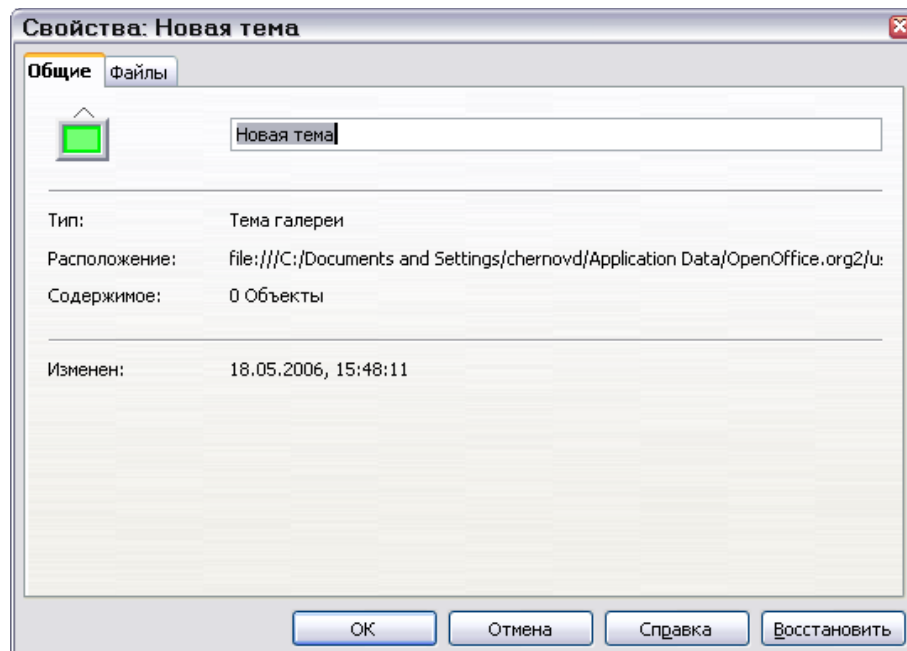 Свойства: Новая тема
Общие Файлы
Новая тема
Тип: Тема галереи
Расположение: file:///C:/Documents and Settings/chernovd/Application Data/OpenOffice.org2/u
Содержимое: 0 Объекты
Изменен: 18.05.2006, 15:48:11
ОК Отмена Справка Восстановить